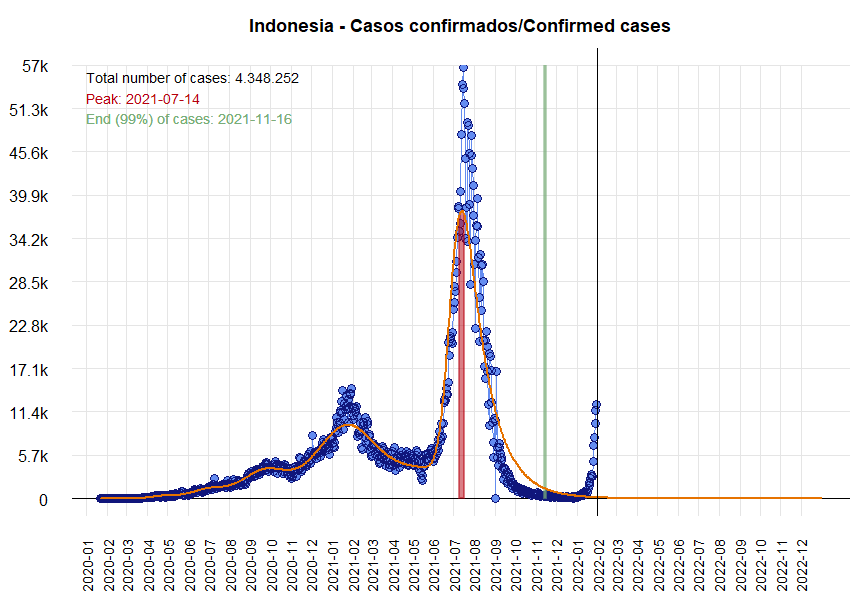 Indonesia - Casos confirmados/Confirmed cases
57k
Total number of cases: 4.348.252
Peak: 2021-07-14
End (99%) of cases: 2021-11-16
51.3k
45.6k
39.9k
34.2k
28.5k
22.8k
17.1k
11.4k
5.7k
0
2020-01
2020-02
2020-03
2020-04
2020-05
2020-06
2020-07
2020-08
2020-09
2020-10
2020-11
2020-12
2021-01
2021-02
2021-03
2021-04
2021-05
2021-06
2021-07
2021-08
2021-09
2021-10
2021-11
2021-12
2022-01
2022-02
2022-03
2022-04
2022-05
2022-06
2022-07
2022-08
2022-09
2022-10
2022-11
2022-12